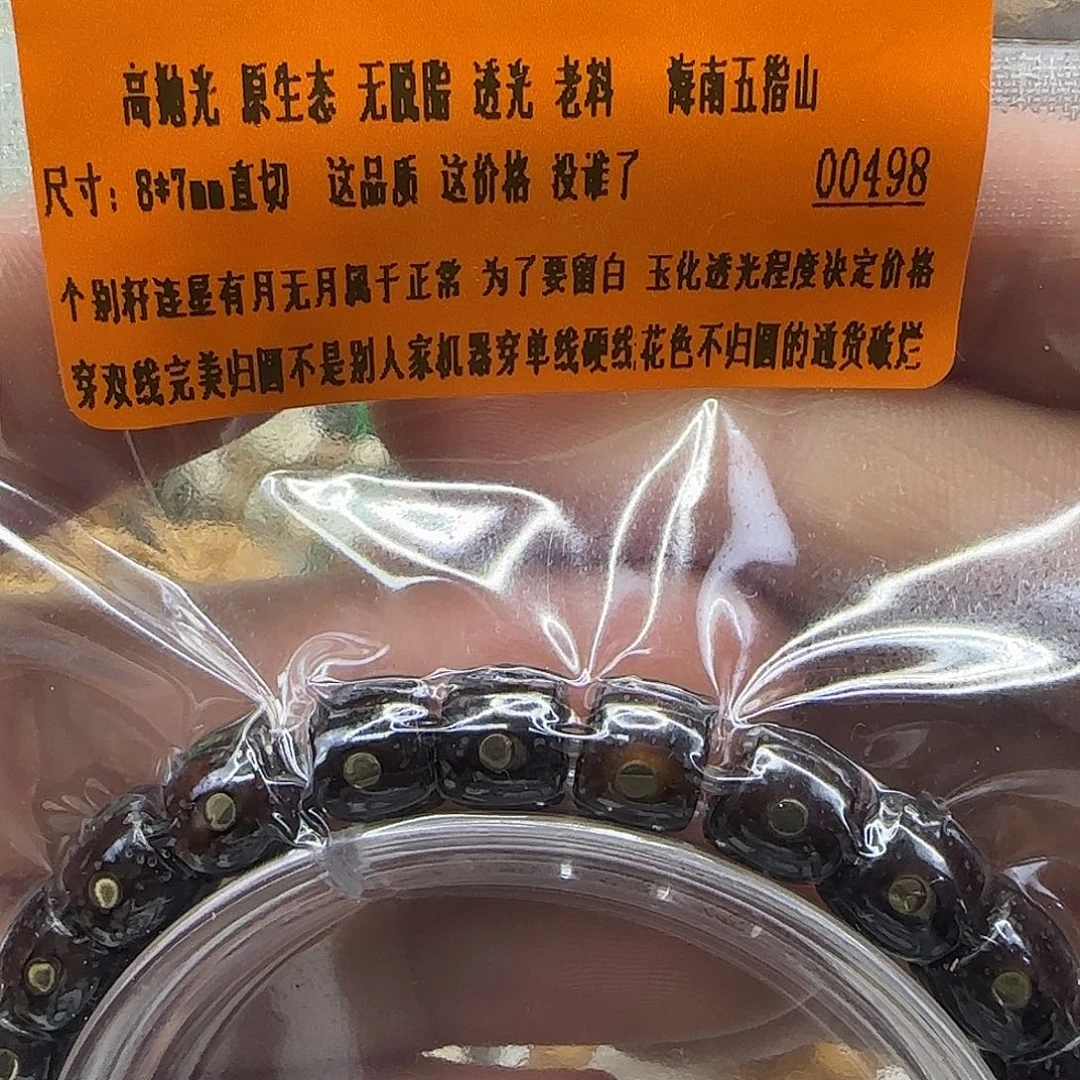 高抛光 原生态 无脱脂 透光 老料 海南五指山
尺寸：8*7mm直切 这品质 这价格 没谁了 00498
个别籽连星有月无月属于正常 为了要留白 玉化透光程度决定价格
穿双线完美归圆不是别人家机器穿单线硬线花色不归圆的通货破烂